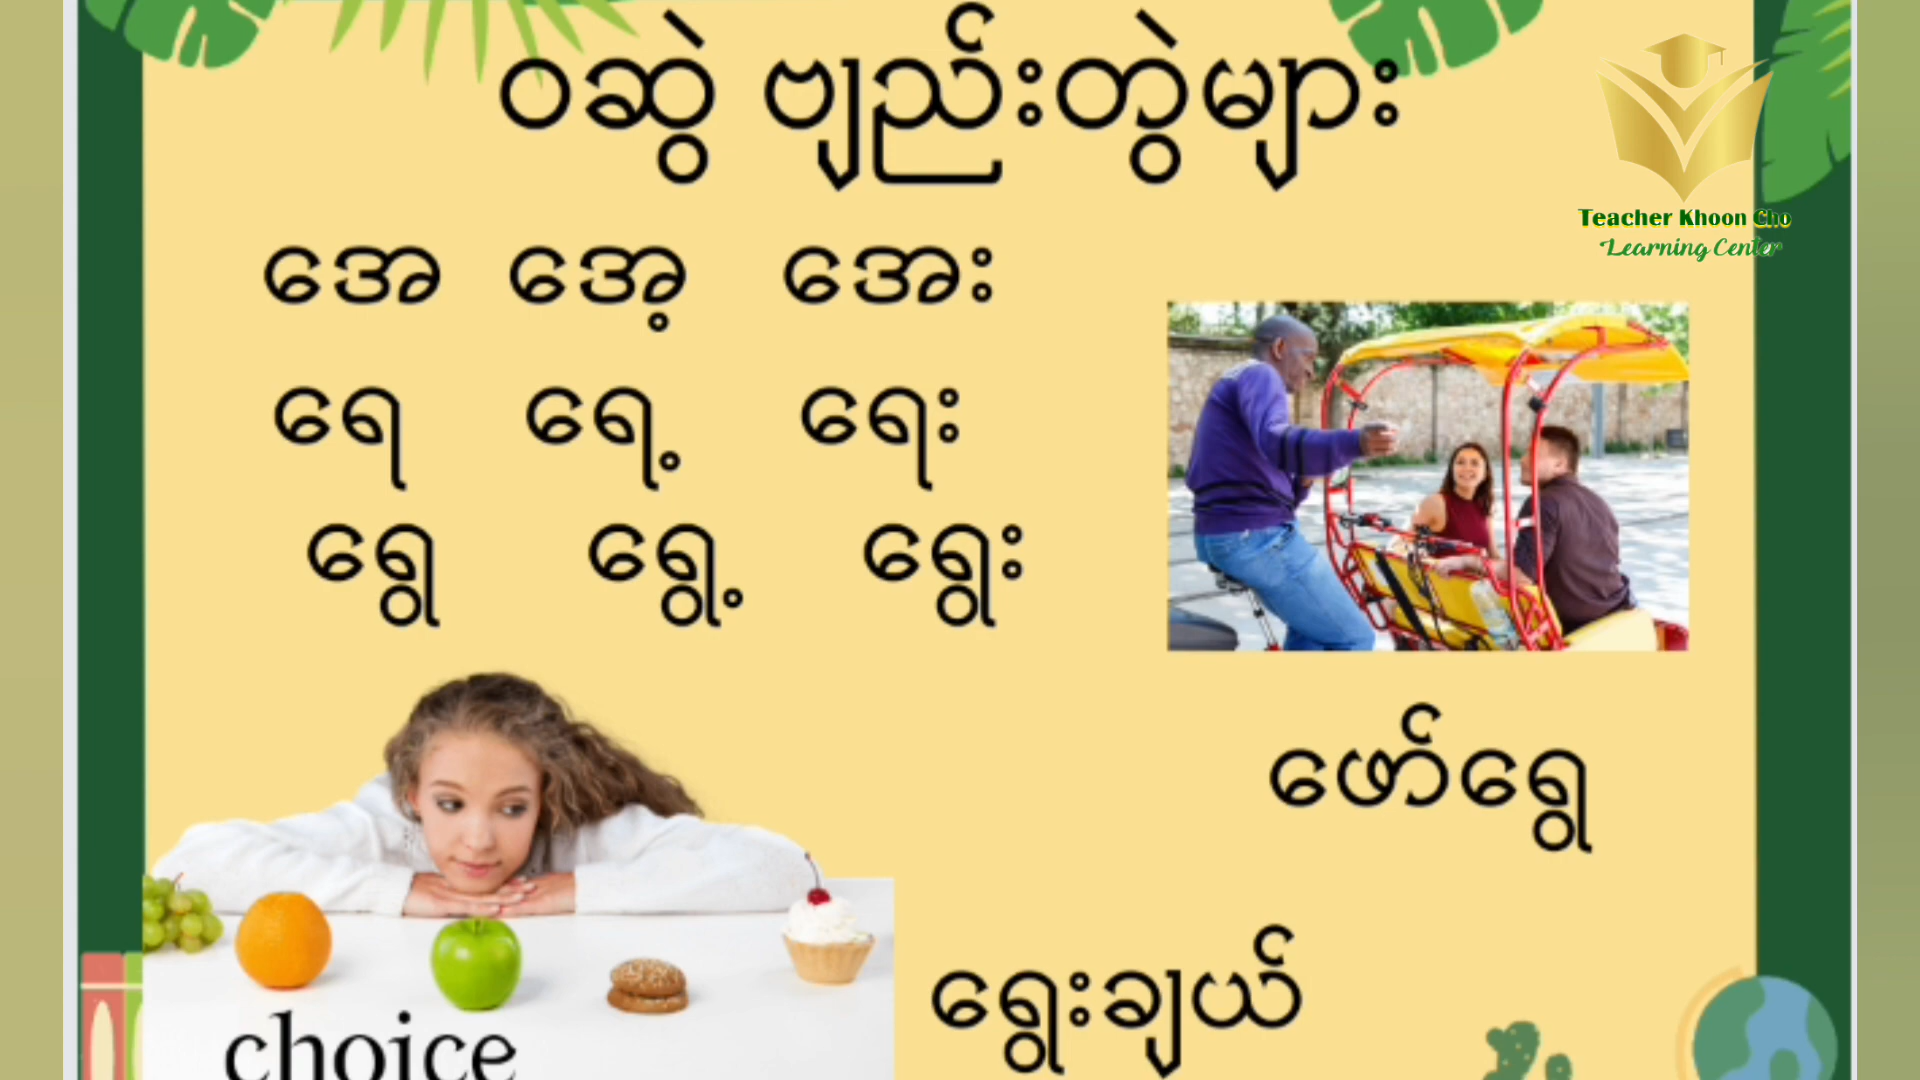 ဝဆွဲ ဗျည်းတွဲများ
Teacher Khoon Cho
Learning Center
အေ အေ့ အေး
ရေ ရေ့ ရေး
ရွေ ရွေ့ ရွေး
ဖော်ရွေ
ရွေးချယ်
choice